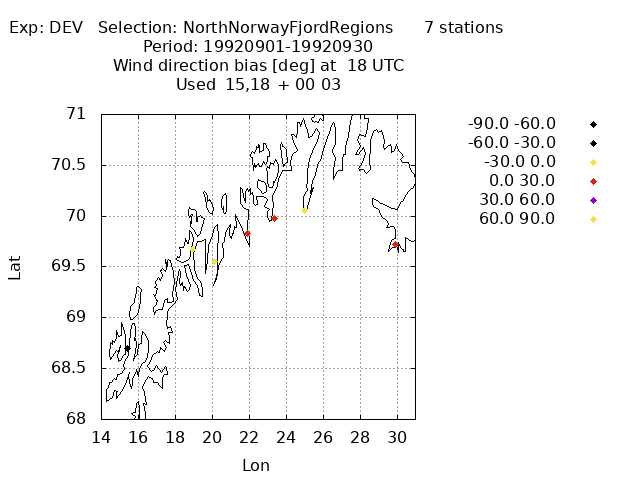 Exp: DEV   Selection: NorthNorwayFjordRegions      7 stations
Period: 19920901-19920930
Wind direction bias [deg] at  18 UTC
Used  15,18  + 00 03
-90.0 -60.0
-60.0 -30.0
-30.0 0.0
0.0 30.0
30.0 60.0
60.0 90.0
71
70.5
70
69.5
69
68.5
68
Lat
14 16 18 20 22 24 26 28 30
Lon